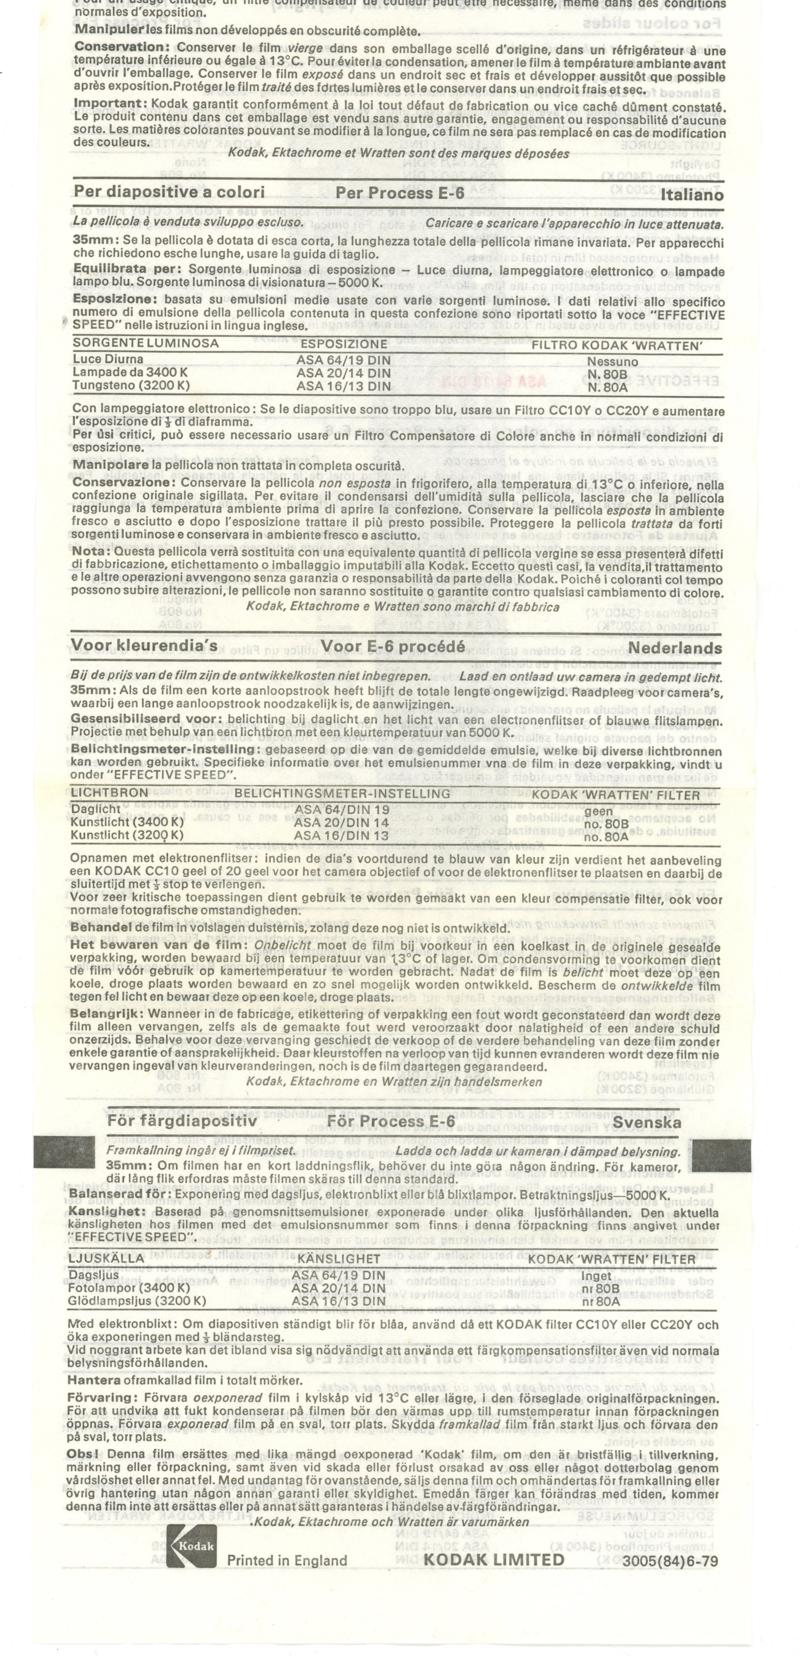 normales d'exposition.
Manipuler les films non développés en obscurité complète.
Conservation: Conserver le film vierge dans son emballage scellé d'origine, dans un réfrigérateur à une
température inférieure ou égale à 13°C. Pour éviter la condensation, amener le film à température ambiante avant
d'ouvrir l'emballage. Conserver le film exposé dans un endroit sec et frais et développer aussitôt que possible
après exposition. Protéger le film traité des fortes lumières et le conserver dans un endroit frais et sec.
Important: Kodak garantit conformément à la loi tout défaut de fabrication ou vice caché dûment constaté.
Le produit contenu dans cet emballage est vendu sans autre garantie, engagement ou responsabilité d'aucune
sorte. Les matières colorantes pouvant se modifier à la longue, ce film ne sera pas remplacé en cas de modification
des couleurs.
Kodak, Ektachrome et Wratten sont des marques déposées
Per diapositive a colori Per Process E-6 Italiano
La pellicola è venduta sviluppo escluso. Caricare e scaricare l'apparecchio in luce attenuata.
35mm: Se la pellicola è dotata di esca corta, la lunghezza totale della pellicola rimane invariata. Per apparecchi
che richiedono esche lunghe, usare la guida di taglio.
Equilibrata per: Sorgente luminosa di esposizione — Luce diurna, lampeggiatore elettronico o lampade
lampo blu. Sorgente luminosa di visionatura — 5000 K.
Esposizione: basata su emulsioni medie usate con varie sorgenti luminose. I dati relativi allo specifico
numero di emulsione della pellicola contenuta in questa confezione sono riportati sotto la voce "EFFECTIVE
SPEED" nelle istruzioni in lingua inglese.
SORGENTE LUMINOSA ESPOSIZIONE FILTRO KODAK 'WRATTEN'
Luce Diurna ASA 64/19 DIN Nessuno
Lampade da 3400 K ASA 20/14 DIN N. 80B
Tungsteno (3200 K) ASA 16/13 DIN N. 80A
Con lampeggiatore elettronico: Se le diapositive sono troppo blu, usare un Filtro CC10Y o CC20Y e aumentare
l'esposizione di ½ di diaframma.
Per usi critici, può essere necessario usare un Filtro Compensatore di Colore anche in normali condizioni di
esposizione.
Manipolare la pellicola non trattata in completa oscurità.
Conservazione: Conservare la pellicola non esposta in frigorifero, alla temperatura di 13°C o inferiore, nella
confezione originale sigillata. Per evitare il condensarsi dell'umidità sulla pellicola, lasciare che la pellicola
raggiunga la temperatura ambiente prima di aprire la confezione. Conservare la pellicola esposta in ambiente
fresco e asciutto e dopo l'esposizione trattare il più presto possibile. Proteggere la pellicola trattata da forti
sorgenti luminose e conservara in ambiente fresco e asciutto.
Nota: Questa pellicola verrà sostituita con una equivalente quantità di pellicola vergine se essa presenterà difetti
di fabbricazione, etichettamento o imballaggio imputabili alla Kodak. Eccetto questi casi, la vendita, il trattamento
e le altre operazioni avvengono senza garanzia o responsabilità da parte della Kodak. Poiché i coloranti col tempo
possono subire alterazioni, le pellicole non saranno sostituite o garantite contro qualsiasi cambiamento di colore.
Kodak, Ektachrome e Wratten sono marchi di fabbrica
Voor kleurendia's Voor E-6 procédé Nederlands
Bij de prijs van de film zijn de ontwikkelkosten niet inbegrepen. Laad en ontlaad uw camera in gedempt licht.
35mm: Als de film een korte aanloopstrook heeft blijft de totale lengte ongewijzigd. Raadpleeg voor camera's,
waarbij een lange aanloopstrook noodzakelijk is, de aanwijzingen.
Gesensibiliseerd voor: belichting bij daglicht en het licht van een electronenflitser of blauwe flitslampen.
Projectie met behulp van een lichtbron met een kleurtemperatuur van 5000 K.
Belichtingsmeter-instelling: gebaseerd op die van de gemiddelde emulsie, welke bij diverse lichtbronnen
kan worden gebruikt. Specifieke informatie over het emulsienummer vna de film in deze verpakking, vindt u
onder "EFFECTIVE SPEED".
LICHTBRON BELICHTINGSMETER-INSTELLING KODAK 'WRATTEN' FILTER
Daglicht ASA 64/DIN 19 geen
Kunstlicht (3400 K) ASA 20/DIN 14 no. 80B
Kunstlicht (3200 K) ASA 16/DIN 13 no. 80A
Opnamen met elektronenflitser: indien de dia's voortdurend te blauw van kleur zijn verdient het aanbeveling
een KODAK CC10 geel of 20 geel voor het camera objectief of voor de elektronenflitser te plaatsen en daarbij de
sluitertijd met ½ stop te verlengen.
Voor zeer kritische toepassingen dient gebruik te worden gemaakt van een kleur compensatie filter, ook voor
normale fotografische omstandigheden.
Behandel de film in volslagen duisternis, zolang deze nog niet is ontwikkeld.
Het bewaren van de film: Onbelicht moet de film bij voorkeur in een koelkast in de originele gesealde
verpakking, worden bewaard bij een temperatuur van 13°C of lager. Om condensvorming te voorkomen dient
de film vóór gebruik op kamertemperatuur te worden gebracht. Nadat de film is belicht moet deze op een
koele, droge plaats worden bewaard en zo snel mogelijk worden ontwikkeld. Bescherm de ontwikkelde film
tegen fel licht en bewaar deze op een koele, droge plaats.
Belangrijk: Wanneer in de fabricage, etikettering of verpakking een fout wordt geconstateerd dan wordt deze
film alleen vervangen, zelfs als de gemaakte fout werd veroorzaakt door nalatigheid of een andere schuld
onzerzijds. Behalve voor deze vervanging geschiedt de verkoop of de verdere behandeling van deze film zonder
enkele garantie of aansprakelijkheid. Daar kleurstoffen na verloop van tijd kunnen evranderen wordt deze film nie
vervangen ingeval van kleurveranderingen, noch is de film daartegen gegarandeerd.
Kodak, Ektachrome en Wratten zijn handelsmerken
För färgdiapositiv För Process E-6 Svenska
Framkallning ingår ej i filmpriset. Ladda och ladda ur kameran i dämpad belysning.
35mm: Om filmen har en kort laddningsflik, behöver du inte göra någon ändring. För kameror,
där lång flik erfordras måste filmen skäras till denna standard.
Balanserad för: Exponering med dagsljus, elektronblixt eller blå blixtlampor. Betraktningsljus—5000 K.
Kanslighet: Baserad på genomsnittsemulsioner exponerade under olika ljusförhållanden. Den aktuella
känsligheten hos filmen med det emulsionsnummer som finns i denna förpackning finns angivet under
"EFFECTIVE SPEED".
LJUSKÄLLA KÄNSLIGHET KODAK 'WRATTEN' FILTER
Dagsljus ASA 64/19 DIN Inget
Fotolampor (3400 K) ASA 20/14 DIN nr 80B
Glödlampsljus (3200 K) ASA 16/13 DIN nr 80A
Med elektronblixt: Om diapositiven ständigt blir för blåa, använd då ett KODAK filter CC10Y eller CC20Y och
öka exponeringen med ½ bländarsteg.
Vid noggrant arbete kan det ibland visa sig nödvändigt att använda ett färgkompensationsfilter även vid normala
belysningsförhållanden.
Hantera oframkallad film i totalt mörker.
Förvaring: Förvara oexponerad film i kylskåp vid 13°C eller lägre, i den förseglade originalförpackningen.
För att undvika att fukt kondenserar på filmen bör den värmas upp till rumstemperatur innan förpackningen
öppnas. Förvara exponerad film på en sval, torr plats. Skydda framkallad film från starkt ljus och förvara den
på sval, torr plats.
Obs! Denna film ersättes med lika mängd oexponerad 'Kodak' film, om den är bristfällig i tillverkning,
märkning eller förpackning, samt även vid skada eller förlust orsakad av oss eller något dotterbolag genom
vårdslöshet eller annat fel. Med undantag för ovanstående, säljs denna film och omhändertas för framkallning eller
övrig hantering utan någon annan garanti eller skyldighet. Emedån färger kan förändras med tiden, kommer
denna film inte att ersättas eller på annat sätt garanteras i händelse av färgförändringar.
Kodak, Ektachrome och Wratten är varumärken
Kodak Printed in England KODAK LIMITED 3005(84)6-79